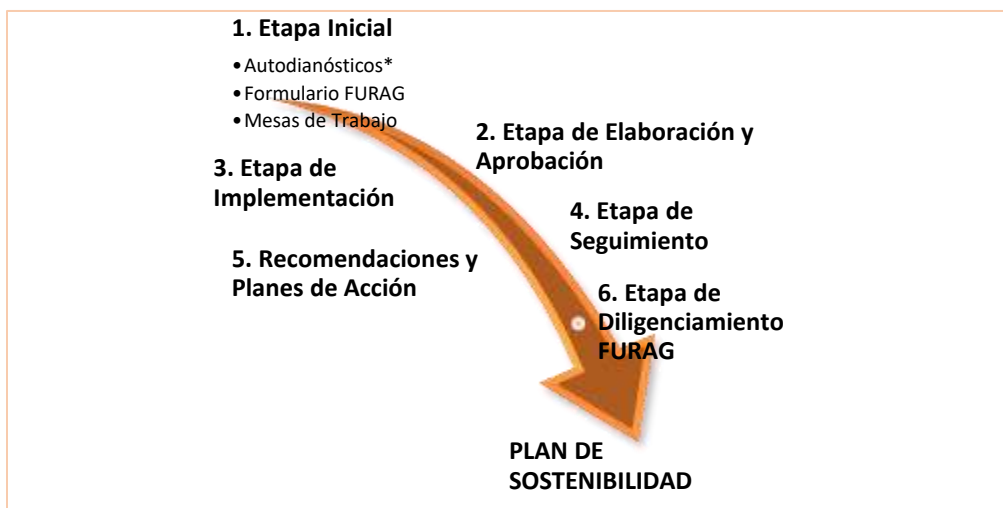 1. Etapa Inicial
•Autodianósticos*
•Formulario FURAG
•Mesas de Trabajo
2. Etapa de Elaboración y
Aprobación
3. Etapa de
Implementación
4. Etapa de
Seguimiento
5. Recomendaciones y
Planes de Acción
6. Etapa de
Diligenciamiento
FURAG
PLAN DE
SOSTENIBILIDAD